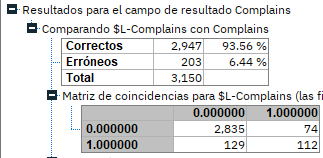 Resultados para el campo de resultado Complains
Comparando $L-Complains con Complains
Correctos 2,947 93.56 %
Erróneos 203 6.44 %
Total 3,150
Matriz de coincidencias para $L-Complains (las fi
0.000000 1.000000
0.000000 2,835 74
1.000000 129 112